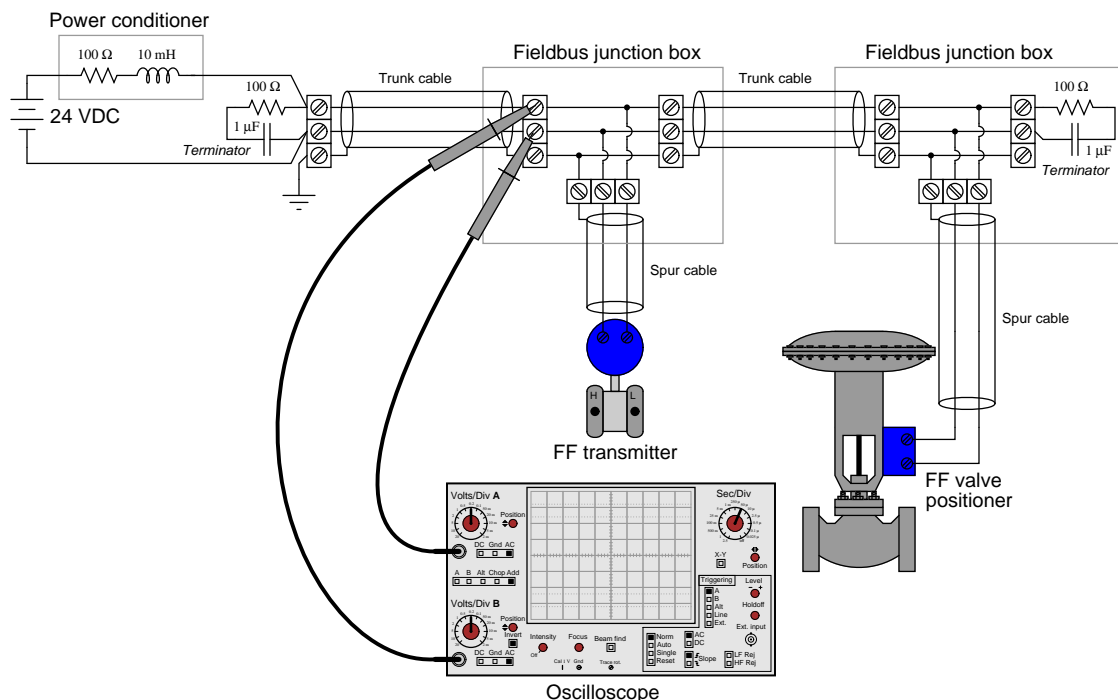 Power conditioner
100 Ω 10 mH
24 VDC
100 Ω
1 μF
Terminator
Trunk cable
Fieldbus junction box
Trunk cable
Fieldbus junction box
100 Ω
1 μF
Terminator
Spur cable
Spur cable
H L
FF transmitter
FF valve
positioner
Volts/Div A
Position
DC Gnd AC
A B Alt Chop Add
Volts/Div B
Position
Invert
DC Gnd AC
Intensity
Off
Focus
Beam find
Cal 1 V Gnd
Trace rot.
Sec/Div
X-Y
Position
Triggering
A
B
Alt
Line
Ext.
Level
Holdoff
Ext. input
Norm
Auto
Single
Reset
AC
DC
Slope
LF Rej
HF Rej
Oscilloscope